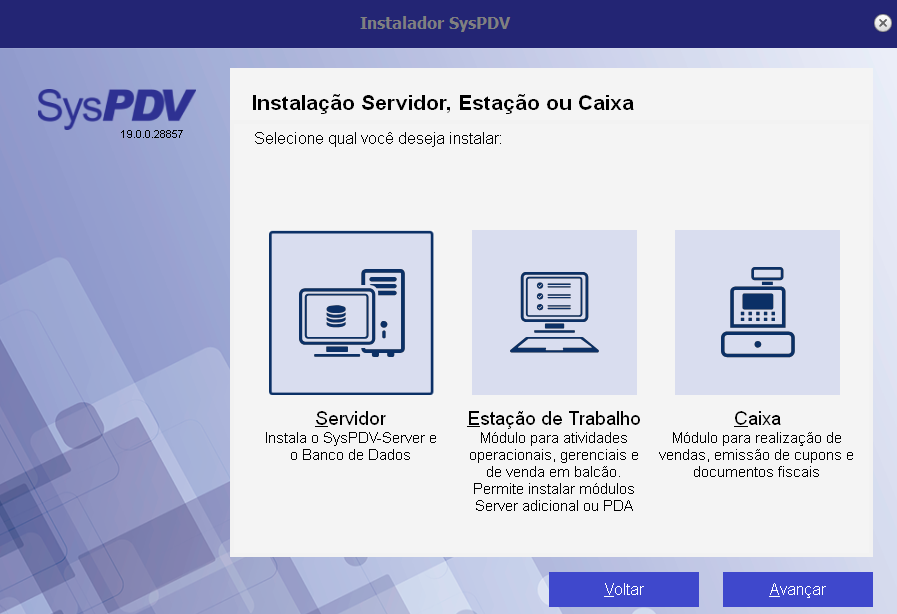 Instalador SysPDV
SysPDV
19.0.0.28857
Instalação Servidor, Estação ou Caixa
Selecione qual você deseja instalar:
Servidor
Instala o SysPDV-Server e
o Banco de Dados
Estação de Trabalho
Módulo para atividades
operacionais, gerenciais e
de venda em balcão.
Permite instalar módulos
Server adicional ou PDA
Caixa
Módulo para realização de
vendas, emissão de cupons e
documentos fiscais
Voltar
Avançar